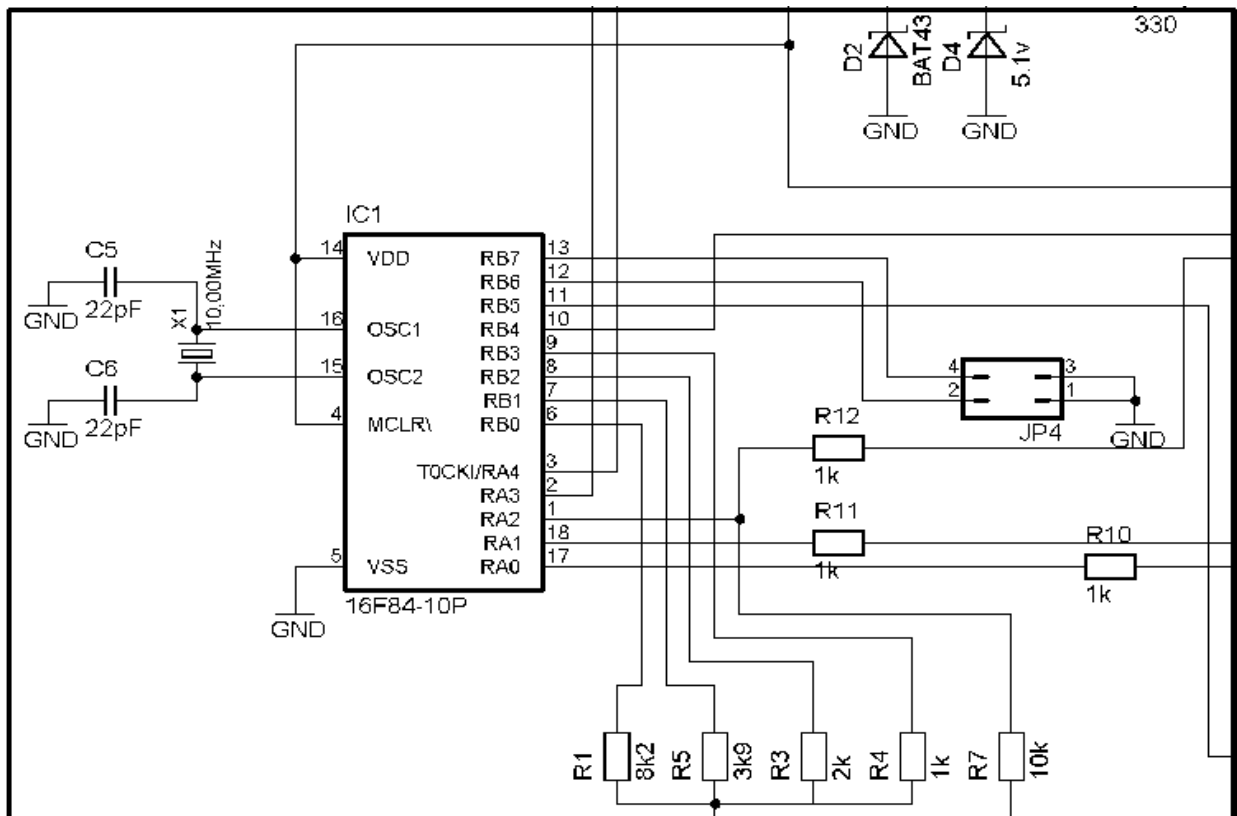 330
D2
BAT43
D4
5.1v
GND
GND
IC1
14
VDD
RB7
13
RB6
12
RB5
11
16
OSC1
RB4
10
RB3
9
15
OSC2
RB2
8
RB1
7
4
MCLR\
RB0
6
T0CKI/RA4
3
RA3
2
RA2
1
RA1
18
5
VSS
RA0
17
16F84-10P
GND
C5
22pF
GND
X1
10.00MHz
C6
22pF
GND
4
3
2
1
JP4
GND
R12
1k
R11
1k
R10
1k
R1
8k2
R5
3k9
R3
2k
R4
1k
R7
10k